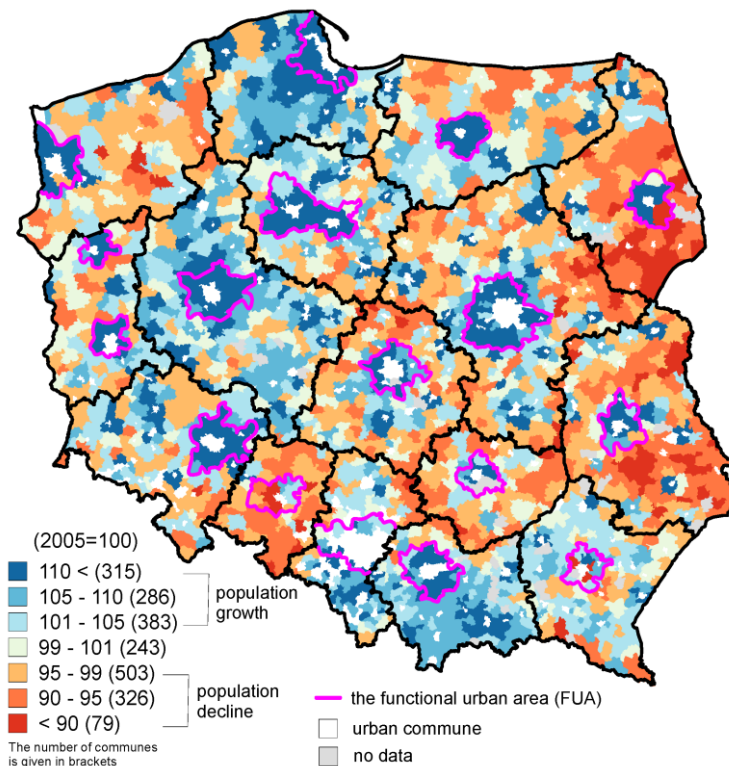 (2005=100)
110 < (315)
105 - 110 (286)
101 - 105 (383)
99 - 101 (243)
95 - 99 (503)
90 - 95 (326)
< 90 (79)
population
growth
population
decline
The number of communes
is given in brackets
the functional urban area (FUA)
urban commune
no data